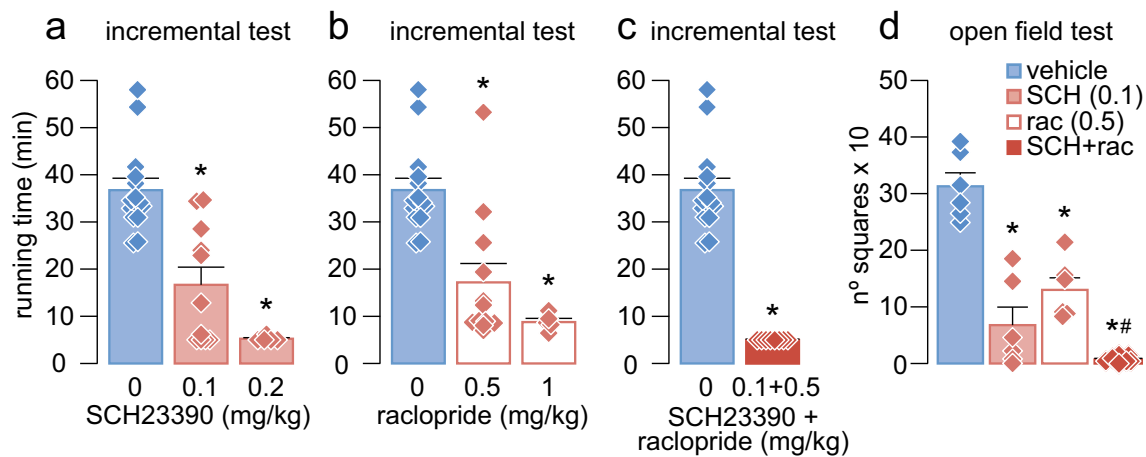 a incremental test
60
50
40
30
20
10
0
running time (min)
*
*
0 0.1 0.2
SCH23390 (mg/kg)
b incremental test
60
50
40
30
20
10
0
*
*
0 0.5 1
raclopride (mg/kg)
c incremental test
60
50
40
30
20
10
0
*
0 0.1+0.5
SCH23390 +
raclopride (mg/kg)
d open field test
vehicle
SCH (0.1)
rac (0.5)
SCH+rac
50
40
30
20
10
0
nº squares x 10
*
*
*#